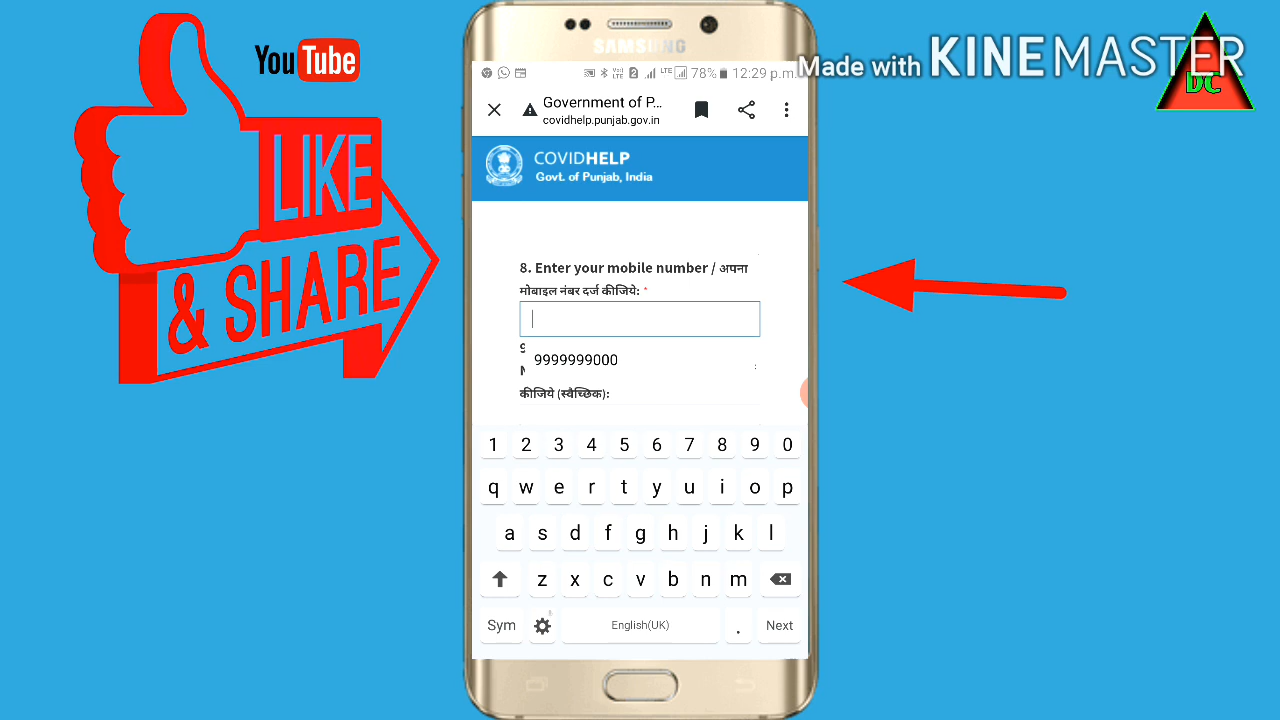 YouTube
LIKE
& SHARE
SAMSUNG
Made with KINEMASTER
DC
78% 12:29 p.m.
Government of P...
covidhelp.punjab.gov.in
COVIDHELP
Govt. of Punjab, India
8. Enter your mobile number / अपना
मोबाइल नंबर दर्ज कीजिये: *
9999999000
कीजिये (स्वैच्छिक):
1 2 3 4 5 6 7 8 9 0
q w e r t y u i o p
a s d f g h j k l
z x c v b n m
Sym English(UK) . Next